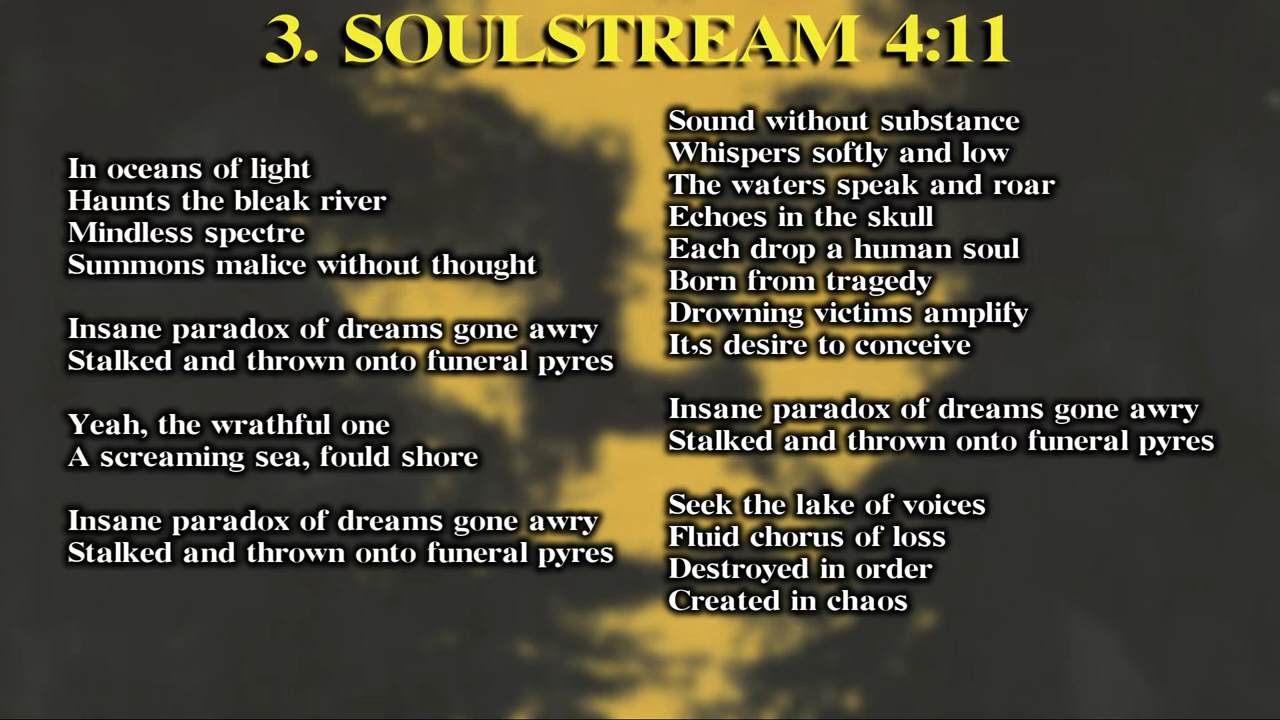 3. SOULSTREAM 4:11
In oceans of light
Haunts the bleak river
Mindless spectre
Summons malice without thought
Insane paradox of dreams gone awry
Stalked and thrown onto funeral pyres
Yeah, the wrathful one
A screaming sea, fould shore
Insane paradox of dreams gone awry
Stalked and thrown onto funeral pyres
Sound without substance
Whispers softly and low
The waters speak and roar
Echoes in the skull
Each drop a human soul
Born from tragedy
Drowning victims amplify
It,s desire to conceive
Insane paradox of dreams gone awry
Stalked and thrown onto funeral pyres
Seek the lake of voices
Fluid chorus of loss
Destroyed in order
Created in chaos